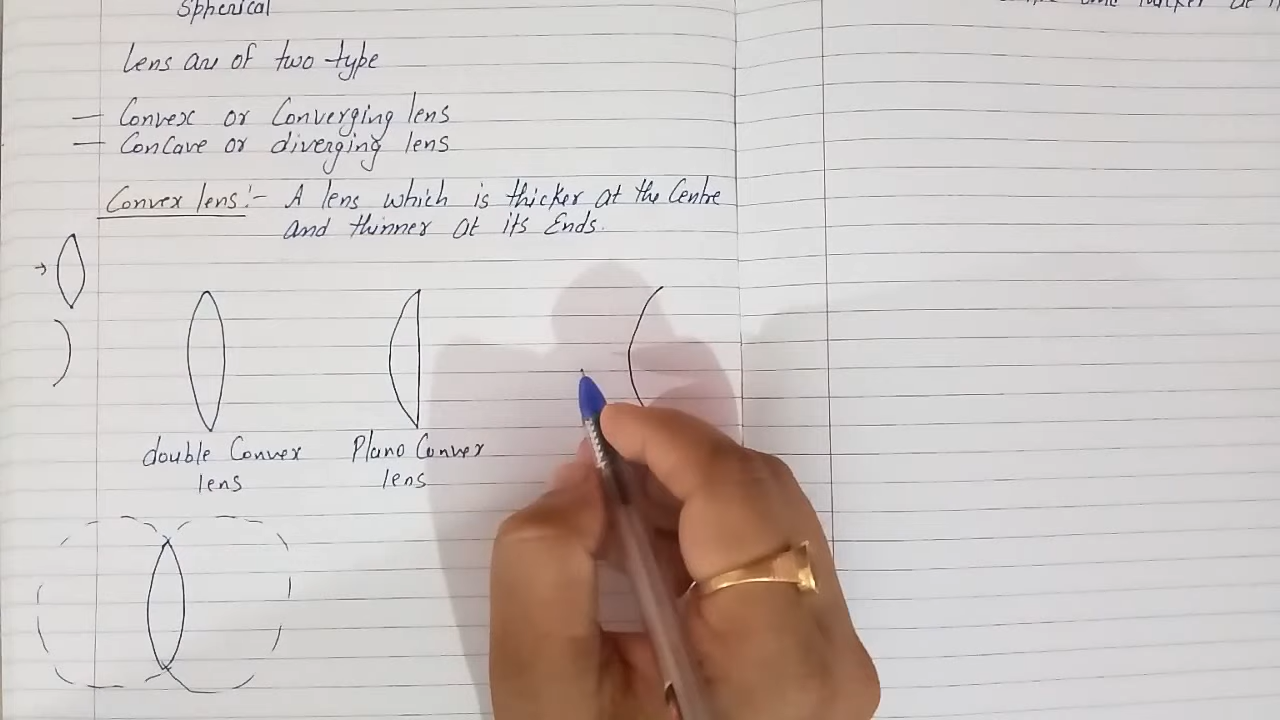 Spherical
lens are of two type
— Convex or Converging lens
— Concave or diverging lens
Convex lens:- A lens which is thicker at the Centre
and thinner at its Ends.
double Convex
lens
Plano Convex
lens